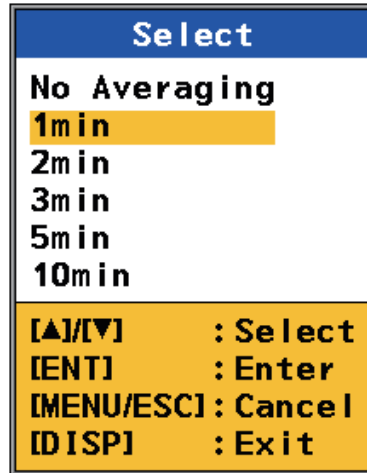 Select
No Averaging
1min
2min
3min
5min
10min
[▲]/[▼] :Select
[ENT] :Enter
[MENU/ESC]:Cancel
[DISP] :Exit